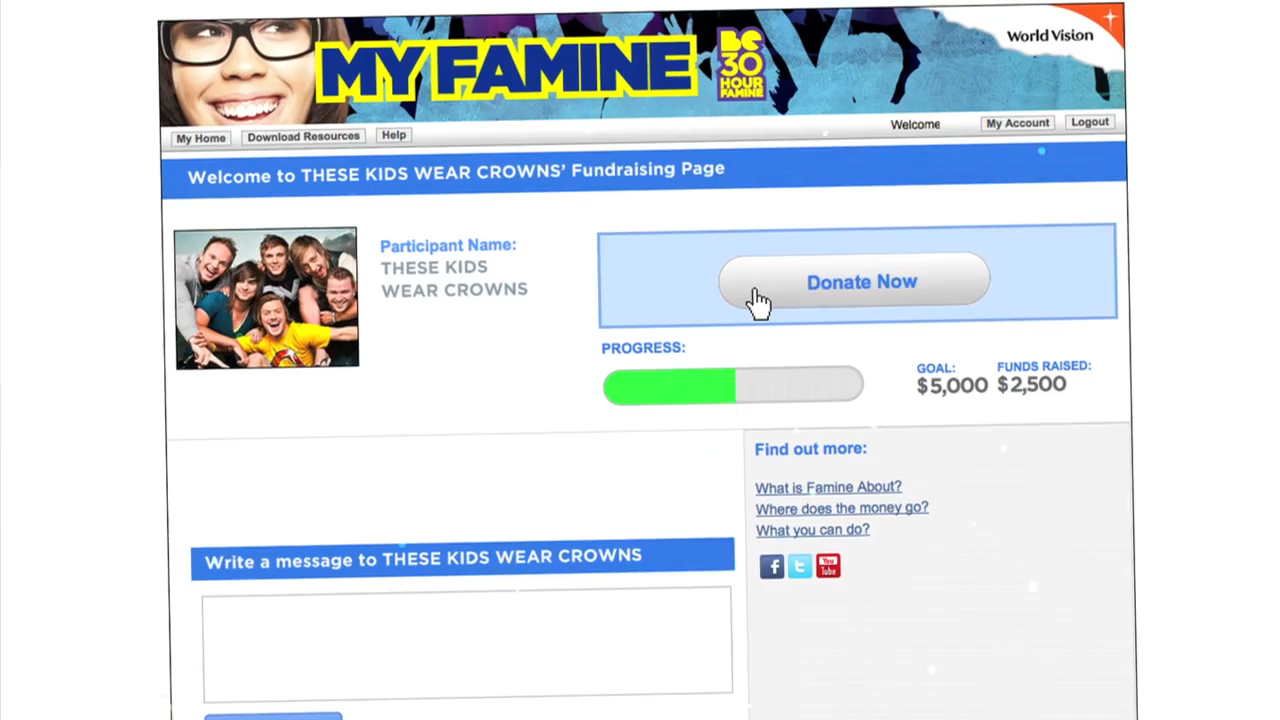 MY FAMINE
BE
30
HOUR
FAMINE
World Vision
My Home
Download Resources
Help
Welcome
My Account
Logout
Welcome to THESE KIDS WEAR CROWNS’ Fundraising Page
Participant Name:
THESE KIDS
WEAR CROWNS
Donate Now
PROGRESS:
GOAL:
$5,000
FUNDS RAISED:
$2,500
Find out more:
What is Famine About?
Where does the money go?
What you can do?
f
t
You
Tube
Write a message to THESE KIDS WEAR CROWNS